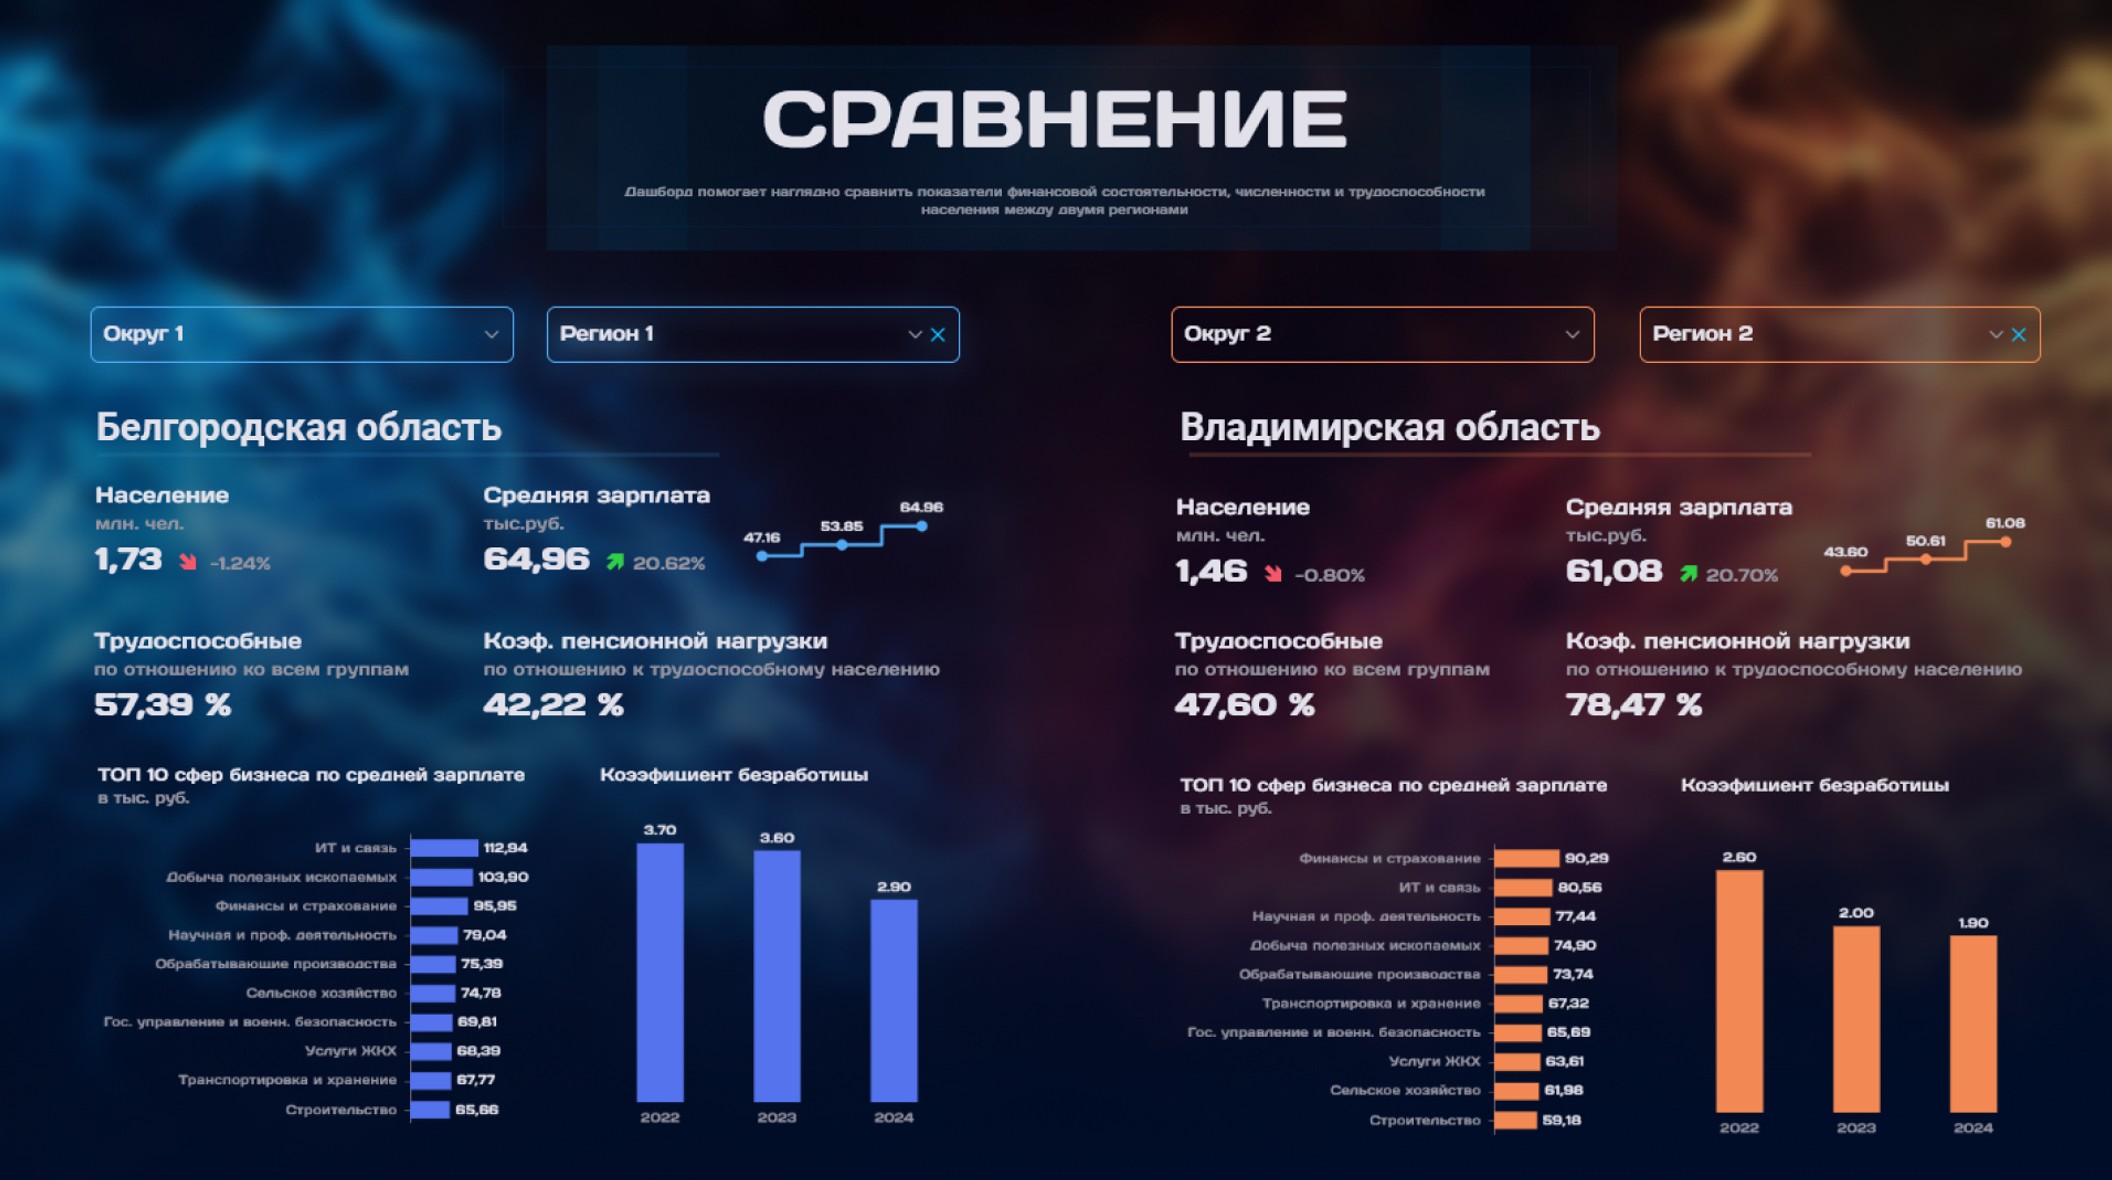 СРАВНЕНИЕ
Дашборд помогает наглядно сравнить показатели финансовой состоятельности, численности и трудоспособности
населения между двумя регионами
Округ 1
Регион 1
Округ 2
Регион 2
Белгородская область
Население
млн. чел.
1,73
-1.24%
Средняя зарплата
тыс.руб.
64,96
20.62%
47.16
53.85
64.96
Трудоспособные
по отношению ко всем группам
57,39 %
Коэф. пенсионной нагрузки
по отношению к трудоспособному населению
42,22 %
ТОП 10 сфер бизнеса по средней зарплате
в тыс. руб.
ИТ и связь 112,94
Добыча полезных ископаемых 103,90
Финансы и страхование 95,95
Научная и проф. деятельность 79,04
Обрабатывающие производства 75,39
Сельское хозяйство 74,78
Гос. управление и военн. безопасность 69,81
Услуги ЖКХ 68,39
Транспортировка и хранение 67,77
Строительство 65,66
Коээфициент безработицы
3.70
3.60
2.90
2022
2023
2024
Владимирская область
Население
млн. чел.
1,46
-0.80%
Средняя зарплата
тыс.руб.
61,08
20.70%
43.60
50.61
61.08
Трудоспособные
по отношению ко всем группам
47,60 %
Коэф. пенсионной нагрузки
по отношению к трудоспособному населению
78,47 %
ТОП 10 сфер бизнеса по средней зарплате
в тыс. руб.
Финансы и страхование 90,29
ИТ и связь 80,56
Научная и проф. деятельность 77,44
Добыча полезных ископаемых 74,90
Обрабатывающие производства 73,74
Транспортировка и хранение 67,32
Гос. управление и военн. безопасность 65,69
Услуги ЖКХ 63,61
Сельское хозяйство 61,98
Строительство 59,18
Коээфициент безработицы
2.60
2.00
1.90
2022
2023
2024